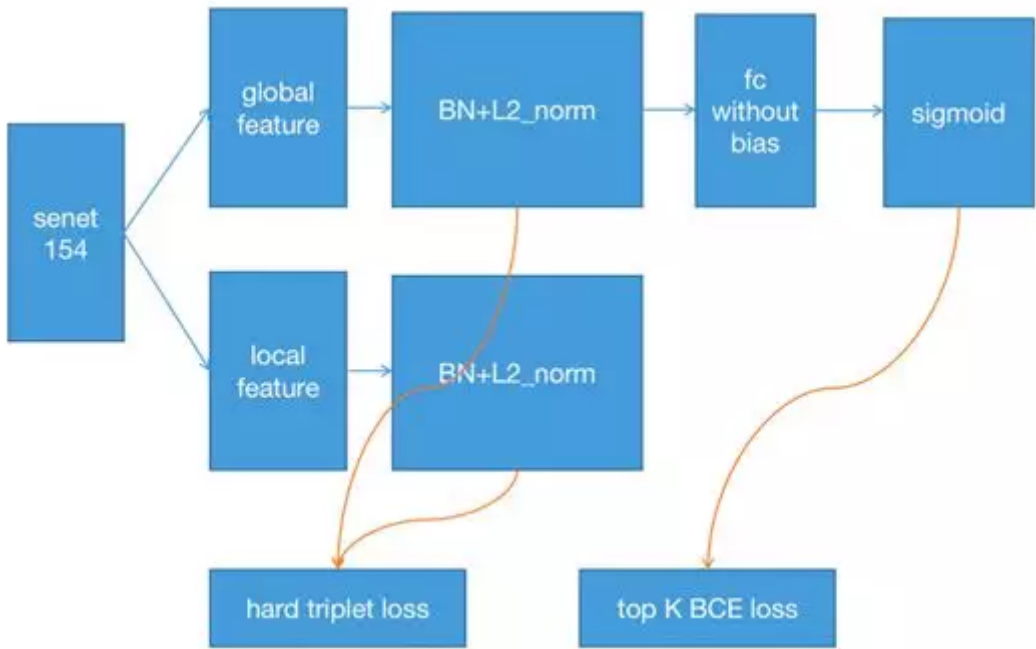 senet
154
global
feature
BN+L2_norm
fc
without
bias
sigmoid
local
feature
BN+L2_norm
hard triplet loss
top K BCE loss